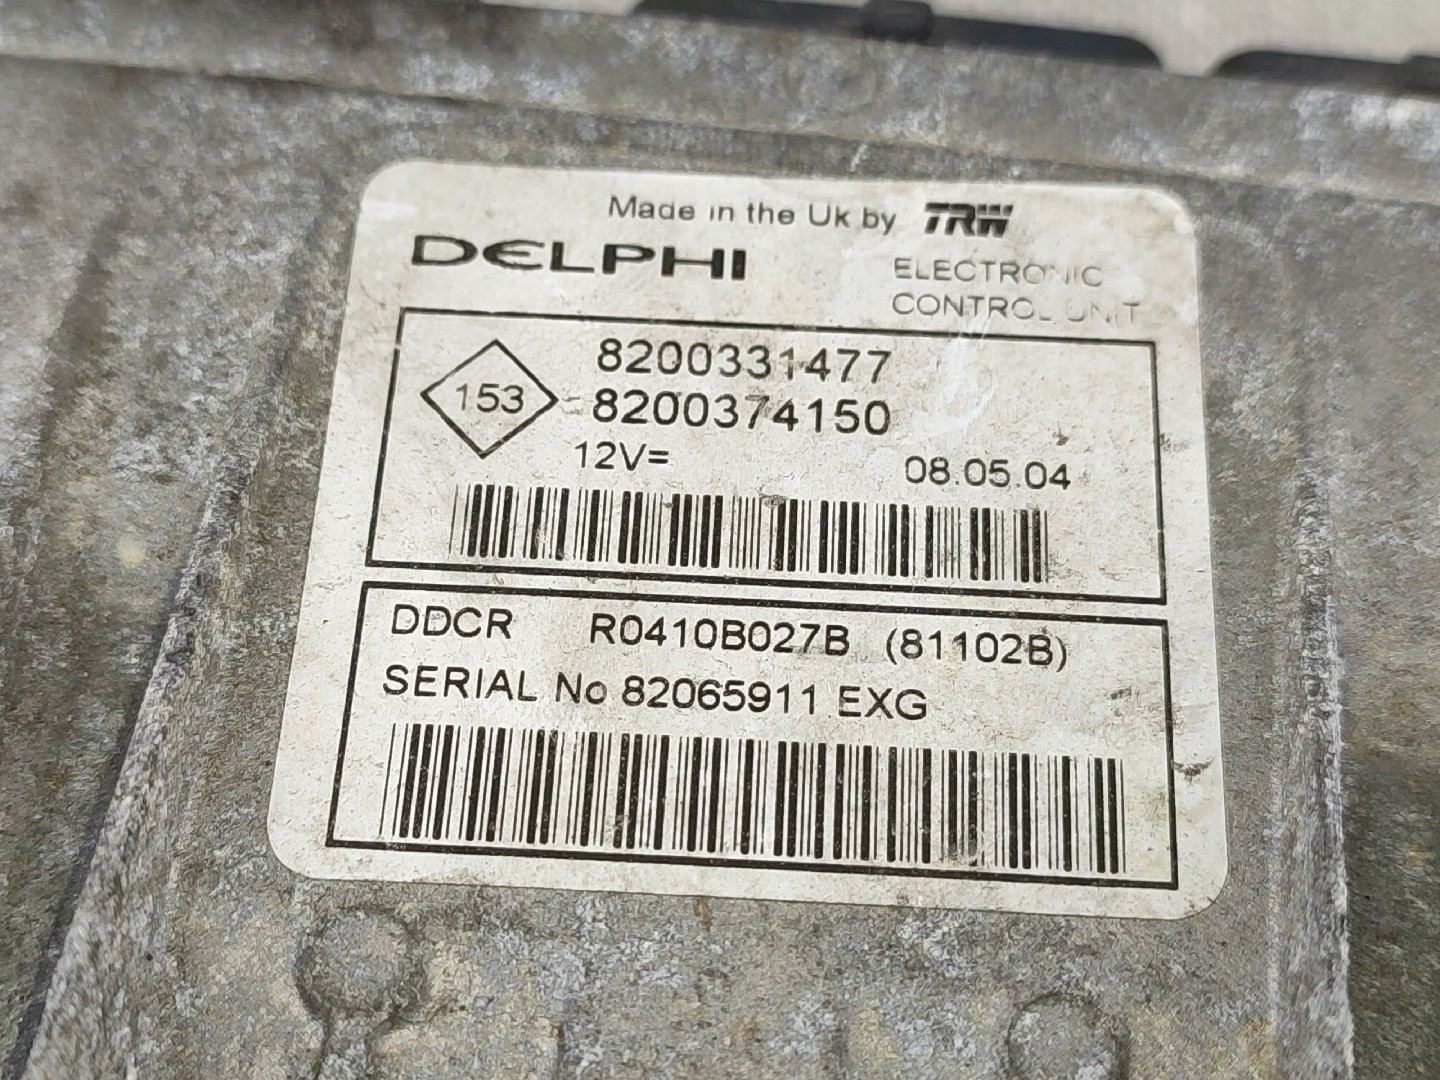 Made in the Uk by TRW
DELPHI
ELECTRONIC
CONTROL UNIT
153
8200331477
8200374150
12V=
08.05.04
DDCR R0410B027B (81102B)
SERIAL No 82065911 EXG